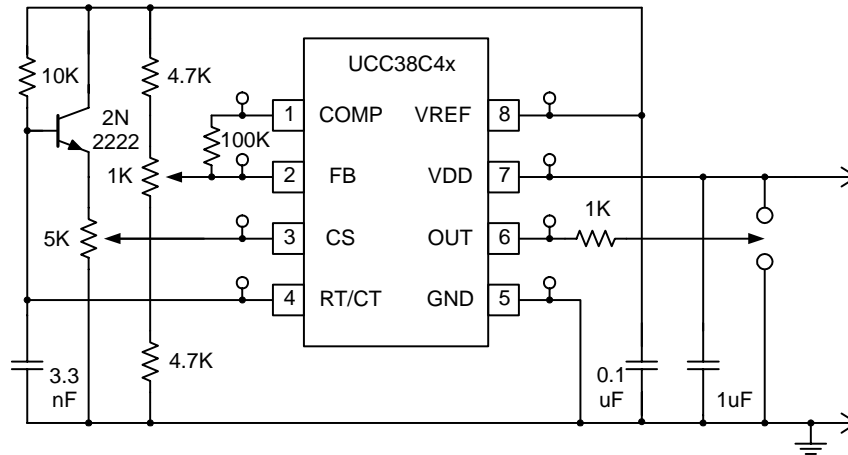 UCC38C4x
10K
4.7K
2N
2222
100K
1 COMP
VREF 8
1K
2 FB
VDD 7
1K
5K
3 CS
OUT 6
4 RT/CT
GND 5
3.3
nF
4.7K
0.1
uF
1uF